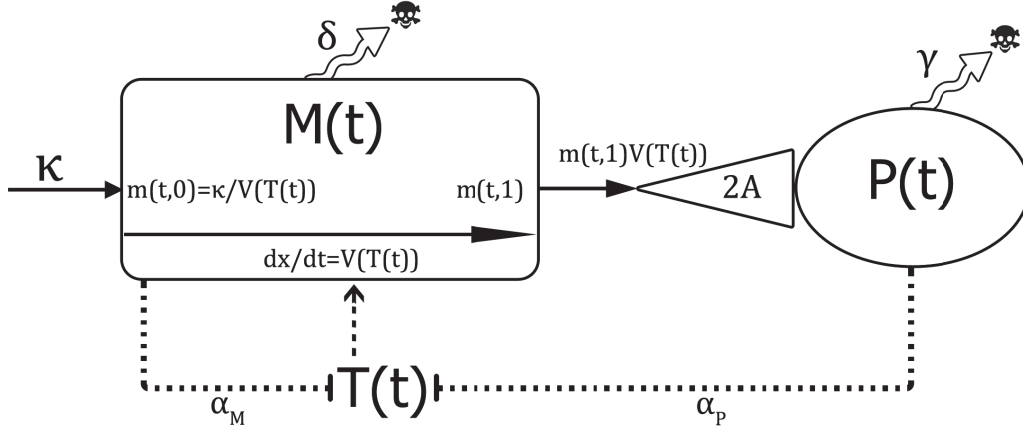 δ
γ
M(t)
κ
m(t,0)=κ/V(T(t))
m(t,1)
m(t,1)V(T(t))
2A
P(t)
dx/dt=V(T(t))
T(t)
α_M
α_P